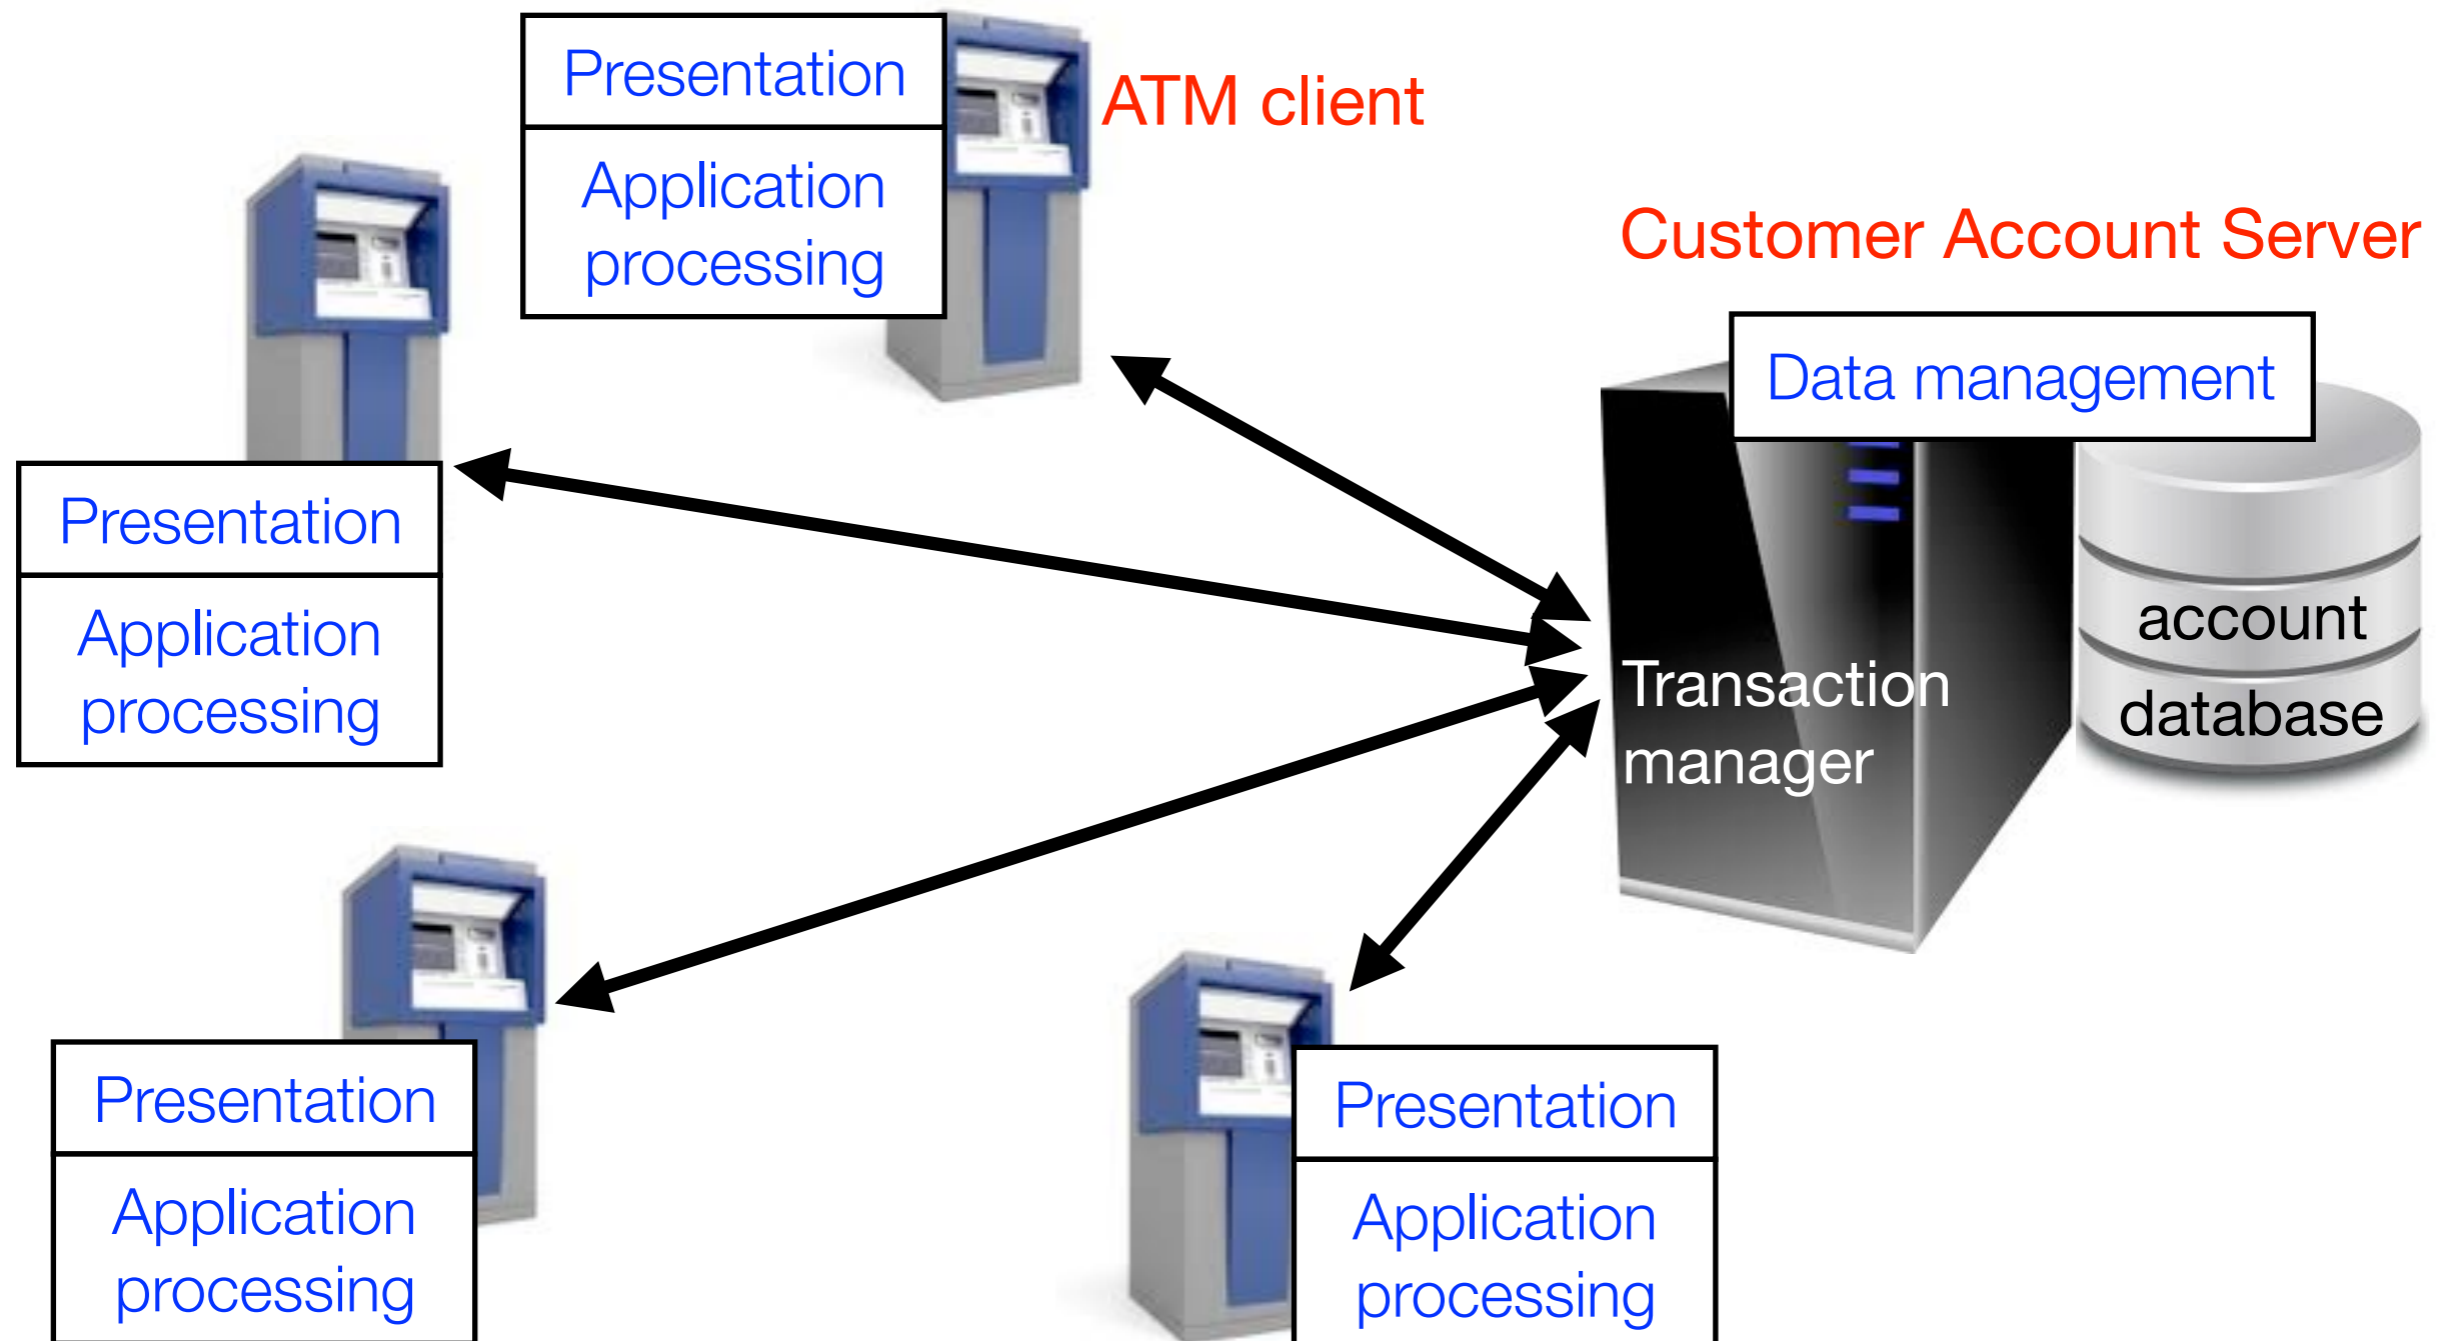 Presentation
Application
processing
ATM client
Customer Account Server
Data management
Presentation
Application
processing
Transaction
manager
account
database
Presentation
Application
processing
Presentation
Application
processing